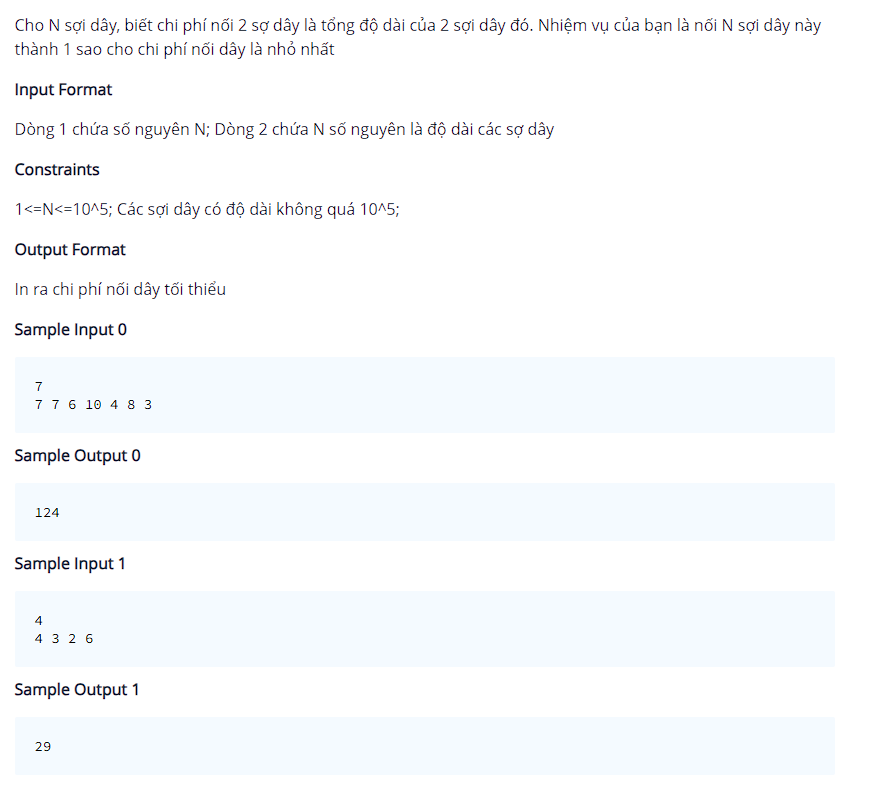 Cho N sợi dây, biết chi phí nối 2 sợ dây là tổng độ dài của 2 sợi dây đó. Nhiệm vụ của bạn là nối N sợi dây này
thành 1 sao cho chi phí nối dây là nhỏ nhất
Input Format
Dòng 1 chứa số nguyên N; Dòng 2 chứa N số nguyên là độ dài các sợ dây
Constraints
1<=N<=10^5; Các sợi dây có độ dài không quá 10^5;
Output Format
In ra chi phí nối dây tối thiểu
Sample Input 0
7
7 7 6 10 4 8 3
Sample Output 0
124
Sample Input 1
4
4 3 2 6
Sample Output 1
29